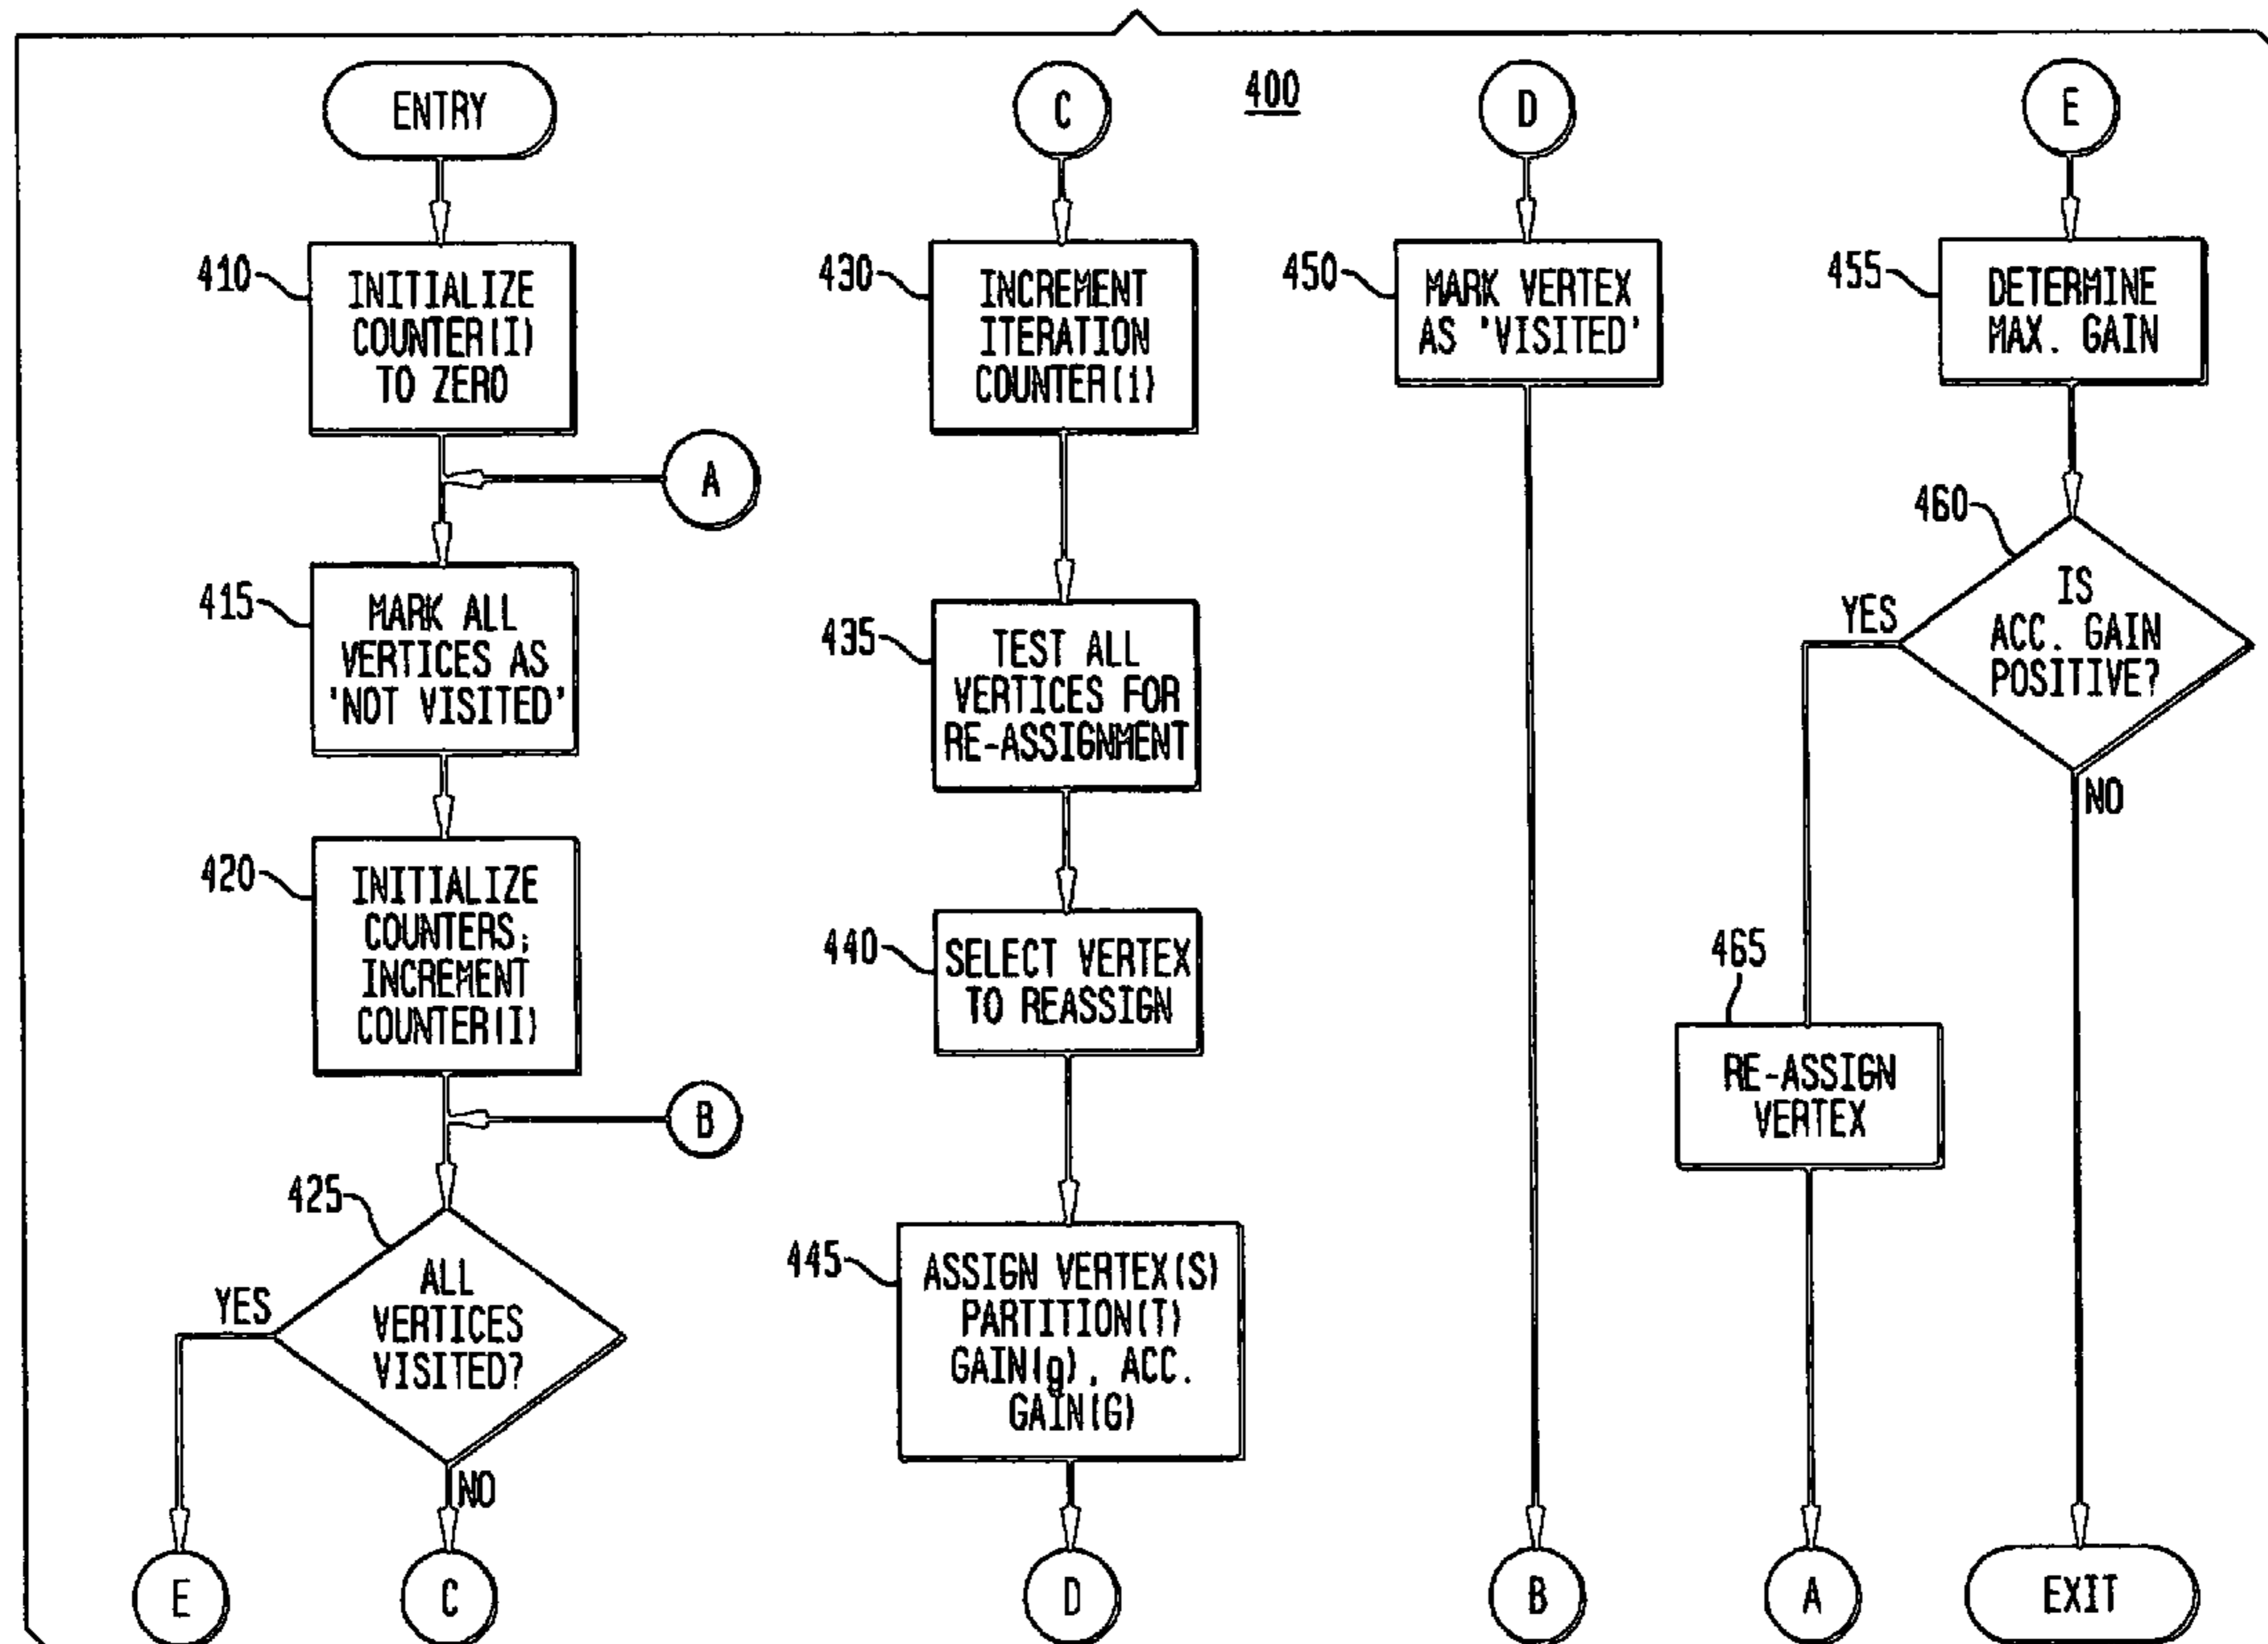 400
ENTRY
410
INITIALIZE
COUNTER(I)
TO ZERO
A
415
MARK ALL
VERTICES AS
'NOT VISITED'
420
INITIALIZE
COUNTERS;
INCREMENT
COUNTER(I)
B
425
ALL
VERTICES
VISITED?
YES
NO
E
C
C
430
INCREMENT
ITERATION
COUNTER(i)
435
TEST ALL
VERTICES FOR
RE-ASSIGNMENT
440
SELECT VERTEX
TO REASSIGN
445
ASSIGN VERTEX(S)
PARTITION(T)
GAIN(g), ACC.
GAIN(G)
D
D
450
MARK VERTEX
AS 'VISITED'
B
E
455
DETERMINE
MAX. GAIN
460
IS
ACC. GAIN
POSITIVE?
YES
NO
465
RE-ASSIGN
VERTEX
A
EXIT